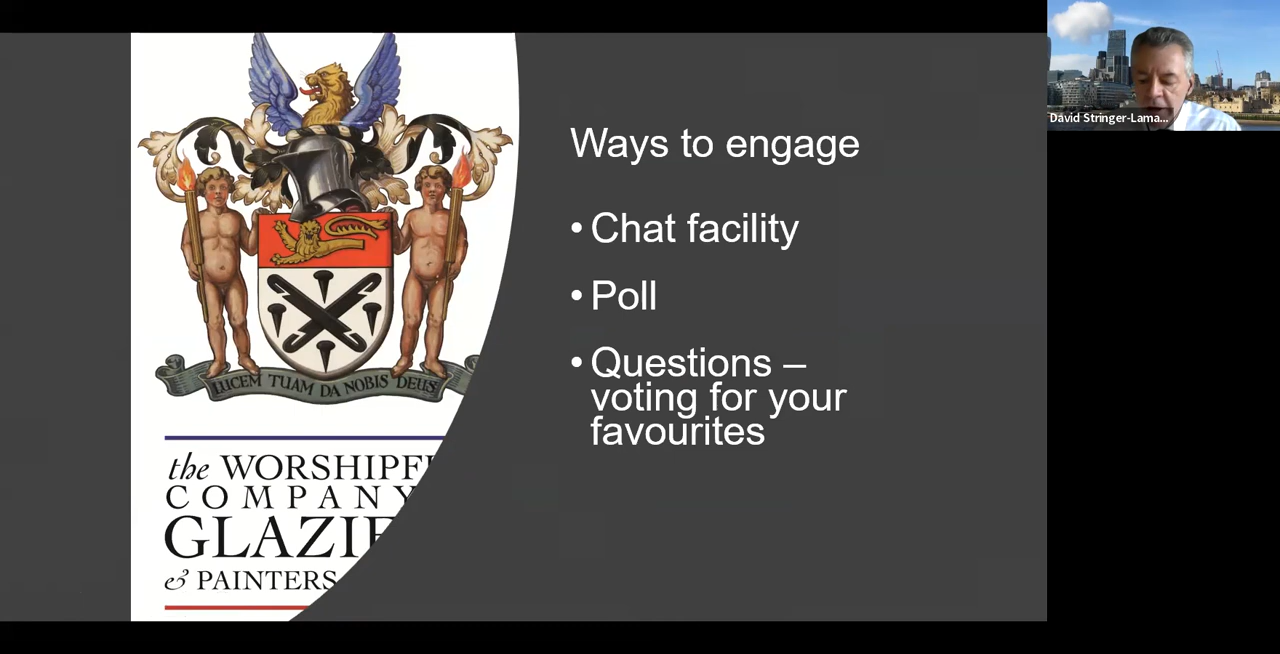 LUCEM TUAM DA NOBIS DEUS
the WORSHIPF
COMPANY
GLAZIE
& PAINTERS
Ways to engage
• Chat facility
• Poll
• Questions –
voting for your
favourites
David Stringer-Lama...